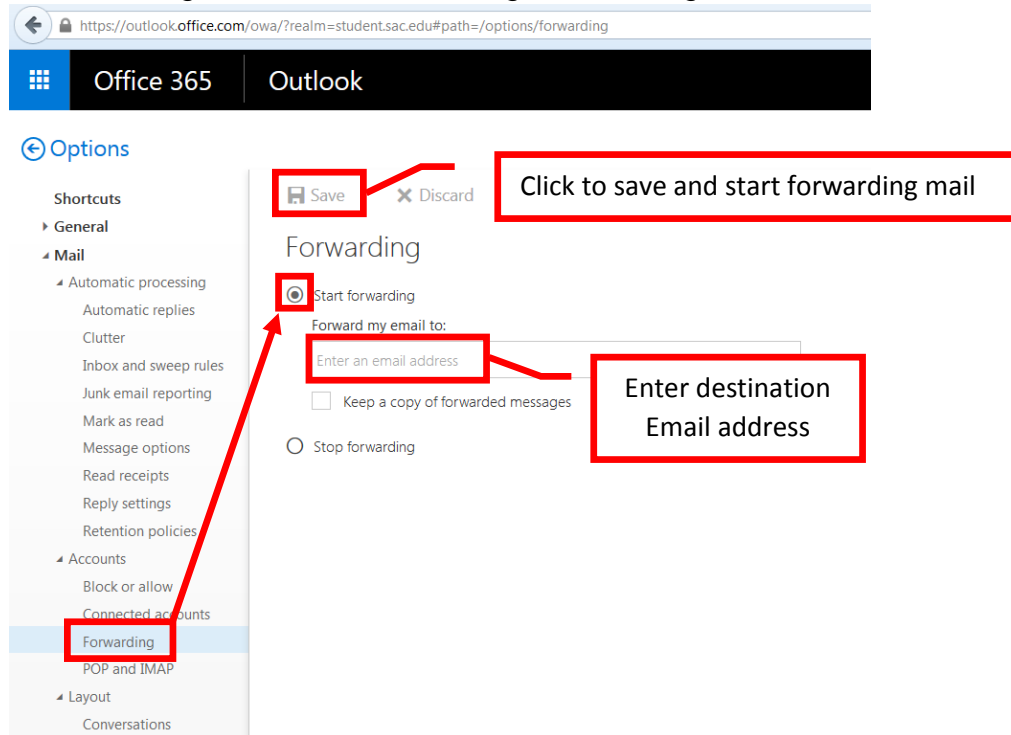 https://outlook.office.com/owa/?realm=student.sac.edu#path=/options/forwarding
Office 365 Outlook
Options
Shortcuts
General
Mail
Automatic processing
Automatic replies
Clutter
Inbox and sweep rules
Junk email reporting
Mark as read
Message options
Read receipts
Reply settings
Retention policies
Accounts
Block or allow
Connected accounts
Forwarding
POP and IMAP
Layout
Conversations
Save Discard
Click to save and start forwarding mail
Forwarding
Start forwarding
Forward my email to:
Enter an email address
Keep a copy of forwarded messages
Stop forwarding
Enter destination
Email address